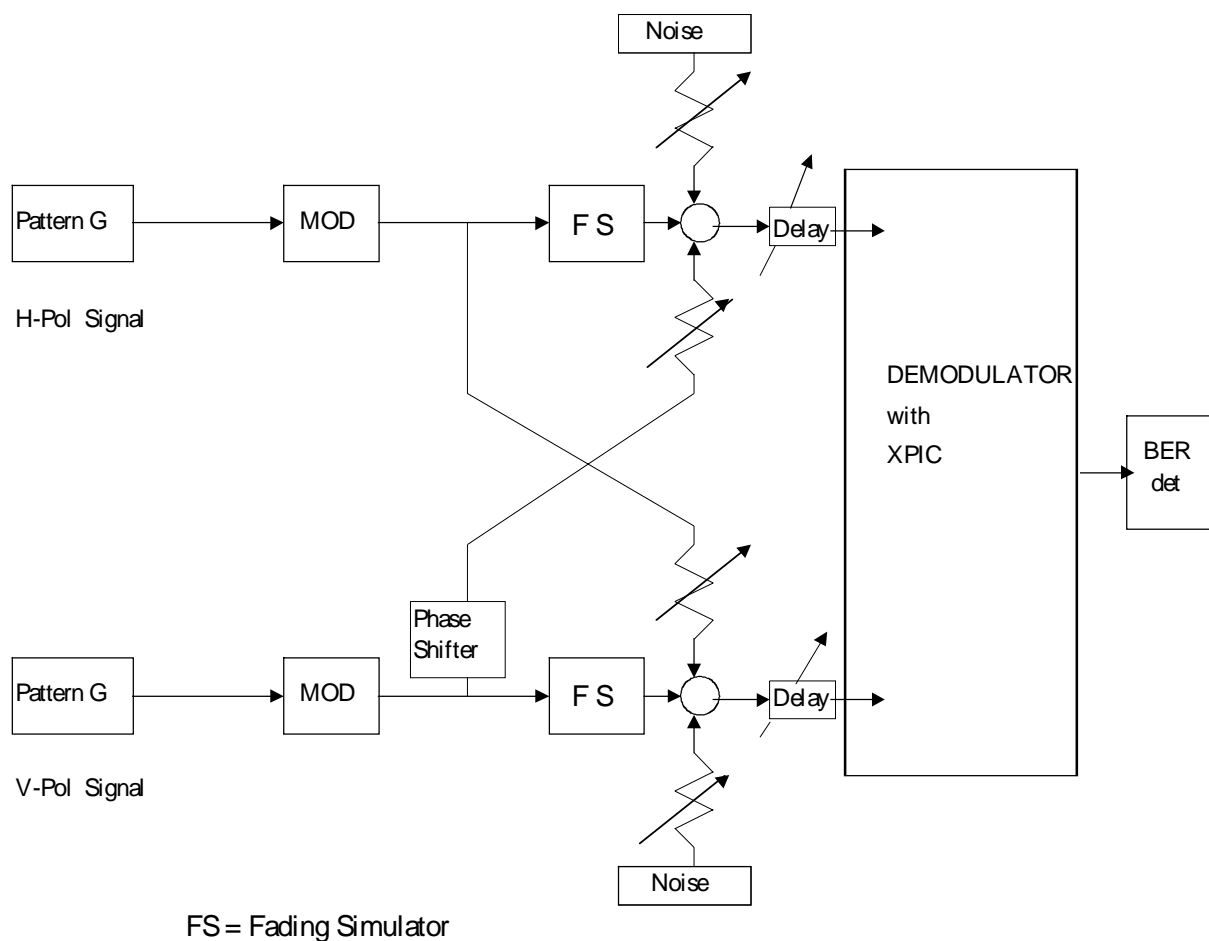 Noise
Pattern G
MOD
F S
Delay
H-Pol Signal
DEMODULATOR
with
XPIC
BER
det
Phase
Shifter
Pattern G
MOD
F S
Delay
V-Pol Signal
Noise
FS = Fading Simulator